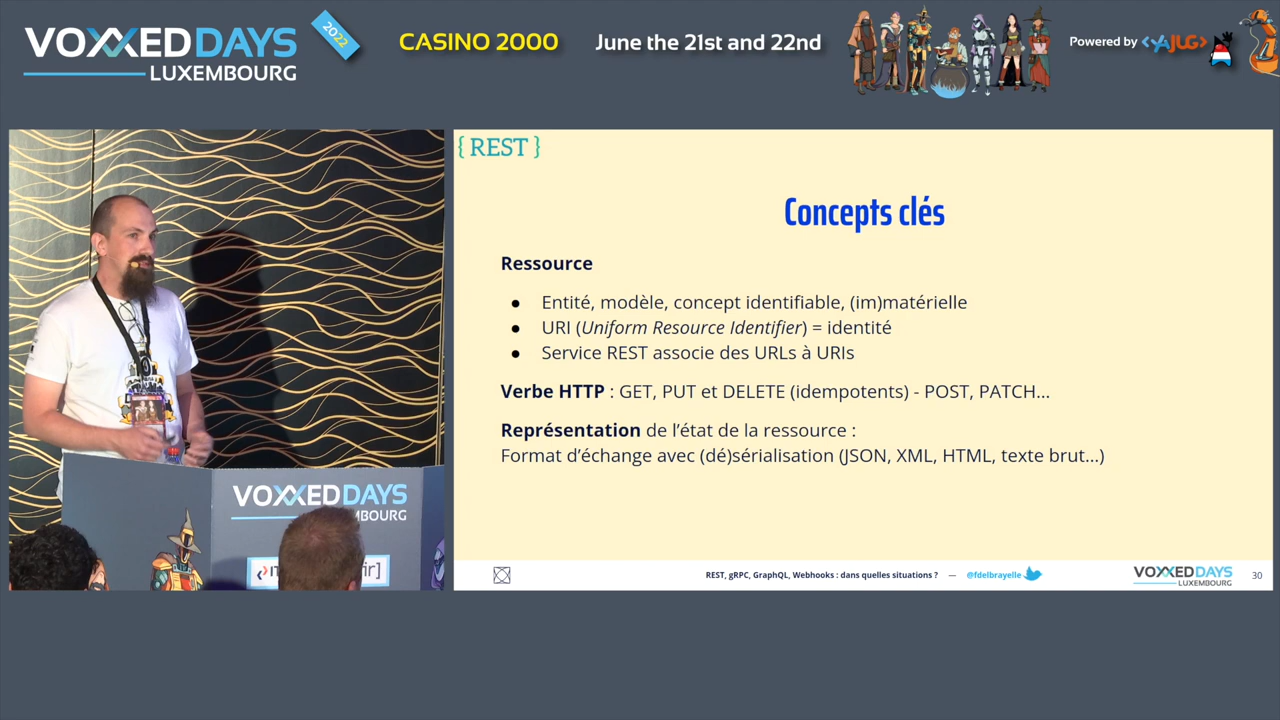 VOXXEDDAYS
LUXEMBOURG
2022
CASINO 2000
June the 21st and 22nd
Powered by <YAJUG>
{ REST }
Concepts clés
Ressource
● Entité, modèle, concept identifiable, (im)matérielle
● URI (Uniform Resource Identifier) = identité
● Service REST associe des URLs à URIs
Verbe HTTP : GET, PUT et DELETE (idempotents) - POST, PATCH...
Représentation de l'état de la ressource :
Format d'échange avec (dé)sérialisation (JSON, XML, HTML, texte brut...)
REST, gRPC, GraphQL, Webhooks : dans quelles situations ? — @fdelbrayelle
VOXXEDDAYS
LUXEMBOURG
30
VOXXEDDAYS
MBOURG